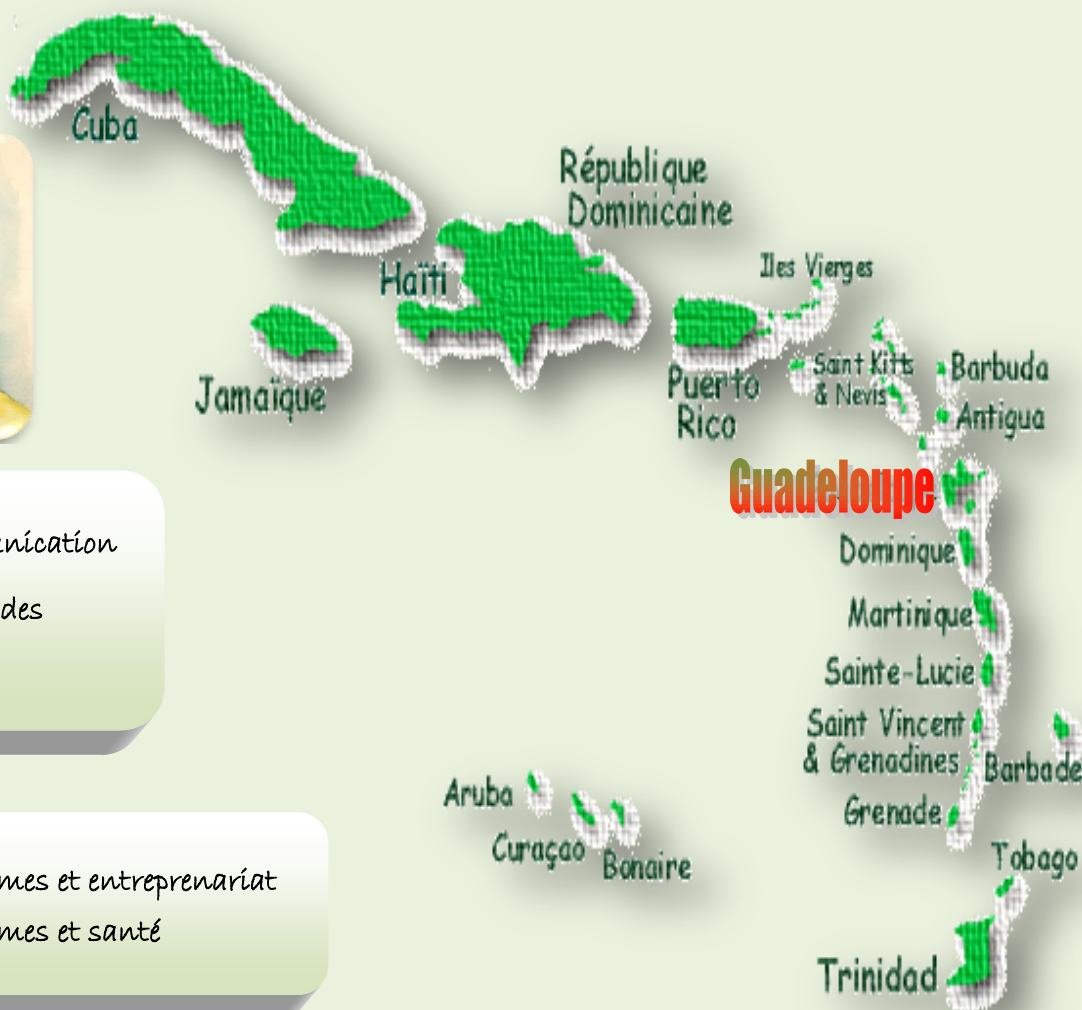 Cuba
République
Dominicaine
Haïti
Iles Vierges
Jamaïque
Puerto
Rico
Saint Kitts
& Nevis
Barbuda
Antigua
Guadeloupe
Dominique
Martinique
Sainte-Lucie
Saint Vincent
& Grenadines
Barbade
Grenade
Aruba
Curaçao
Bonaire
Tobago
Trinidad
unication
des
mes et entreprenariat
mes et santé